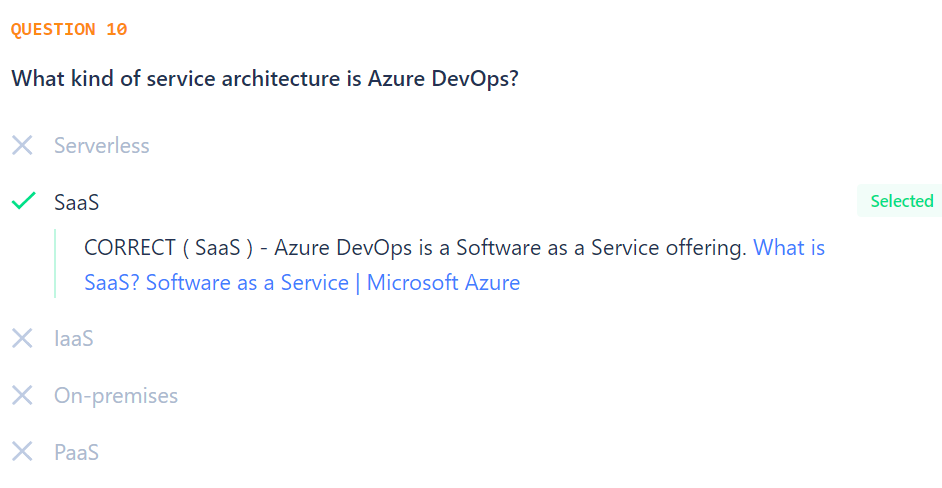 QUESTION 10
What kind of service architecture is Azure DevOps?
Serverless
SaaS
Selected
CORRECT ( SaaS ) - Azure DevOps is a Software as a Service offering. What is
SaaS? Software as a Service | Microsoft Azure
IaaS
On-premises
PaaS